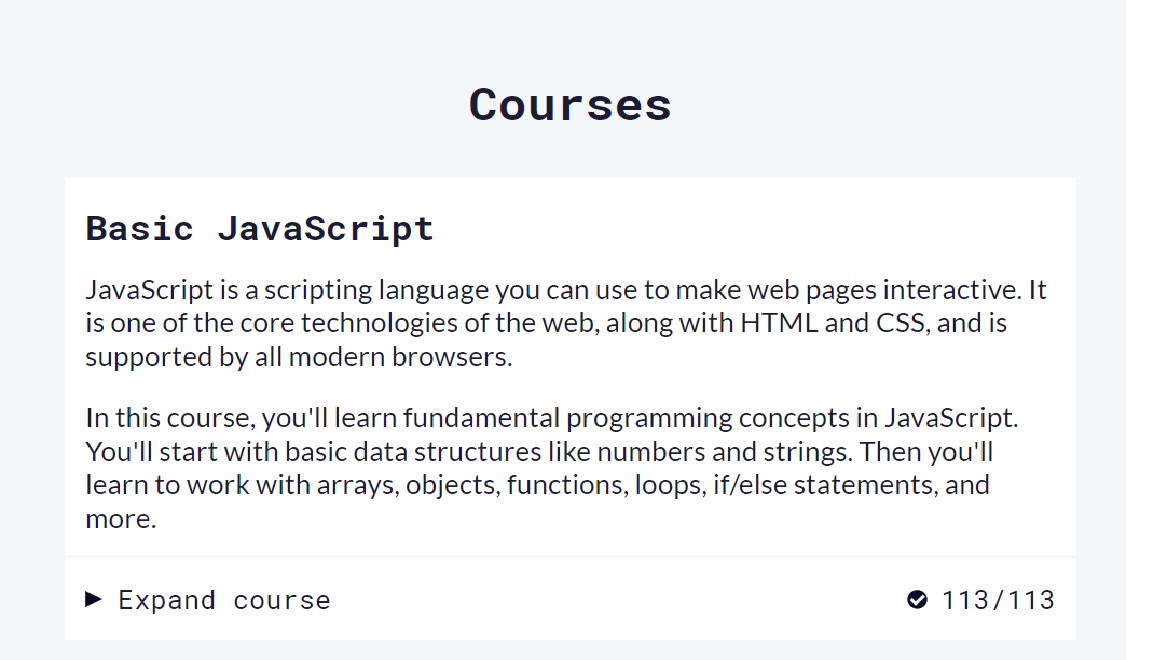 Courses
Basic JavaScript
JavaScript is a scripting language you can use to make web pages interactive. It
is one of the core technologies of the web, along with HTML and CSS, and is
supported by all modern browsers.
In this course, you'll learn fundamental programming concepts in JavaScript.
You'll start with basic data structures like numbers and strings. Then you'll
learn to work with arrays, objects, functions, loops, if/else statements, and
more.
Expand course 113/113